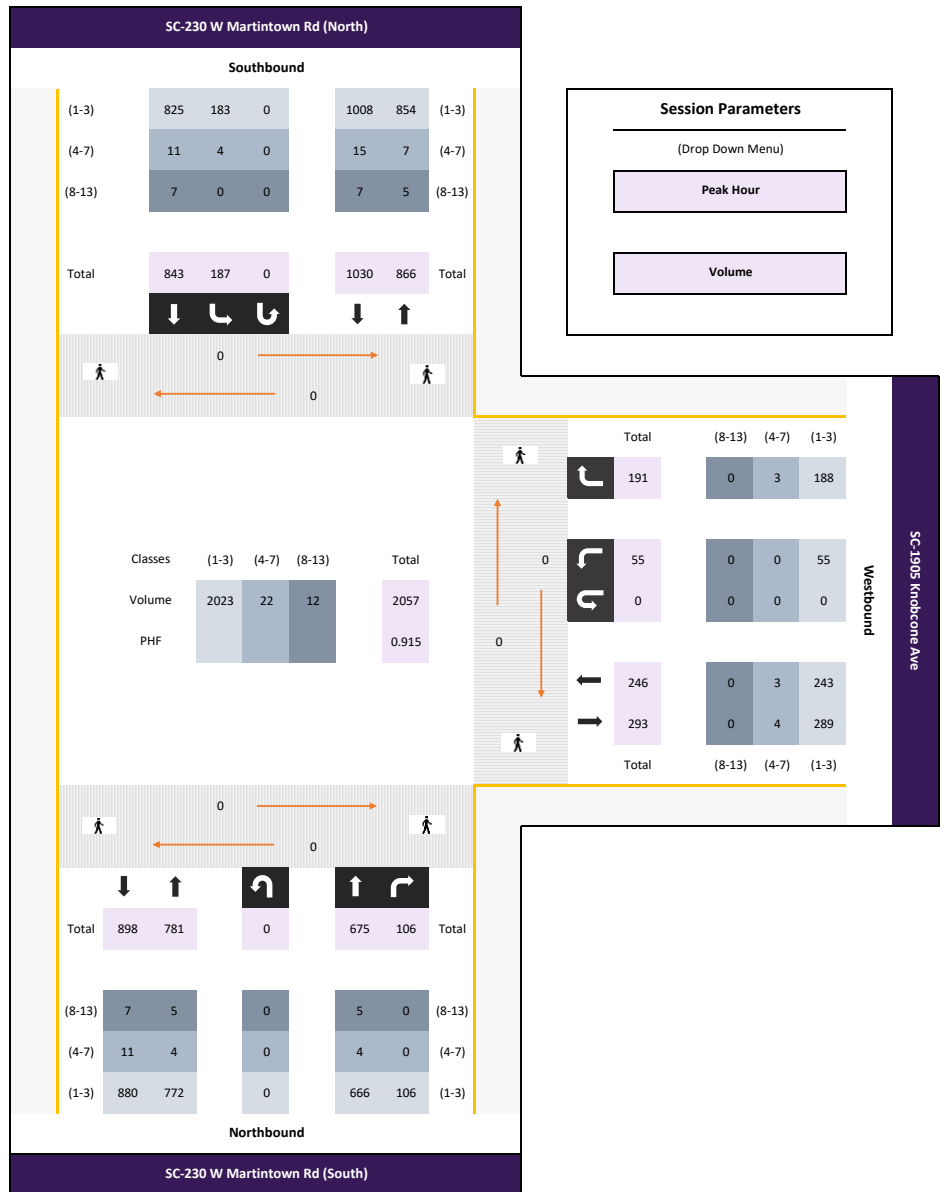 SC-230 W Martintown Rd (North)
Southbound
(1-3) 825 183 0 1008 854 (1-3)
(4-7) 11 4 0 15 7 (4-7)
(8-13) 7 0 0 7 5 (8-13)
Total 843 187 0 1030 866 Total
0
0
Session Parameters
(Drop Down Menu)
Peak Hour
Volume
Total (8-13) (4-7) (1-3)
191 0 3 188
0 55 0 0 55
0 0 0 0
0
246 0 3 243
293 0 4 289
Total (8-13) (4-7) (1-3)
Westbound
SC-1905 Knobcone Ave
Classes (1-3) (4-7) (8-13) Total
Volume 2023 22 12 2057
PHF 0.915
0
0
Total 898 781 0 675 106 Total
(8-13) 7 5 0 5 0 (8-13)
(4-7) 11 4 0 4 0 (4-7)
(1-3) 880 772 0 666 106 (1-3)
Northbound
SC-230 W Martintown Rd (South)